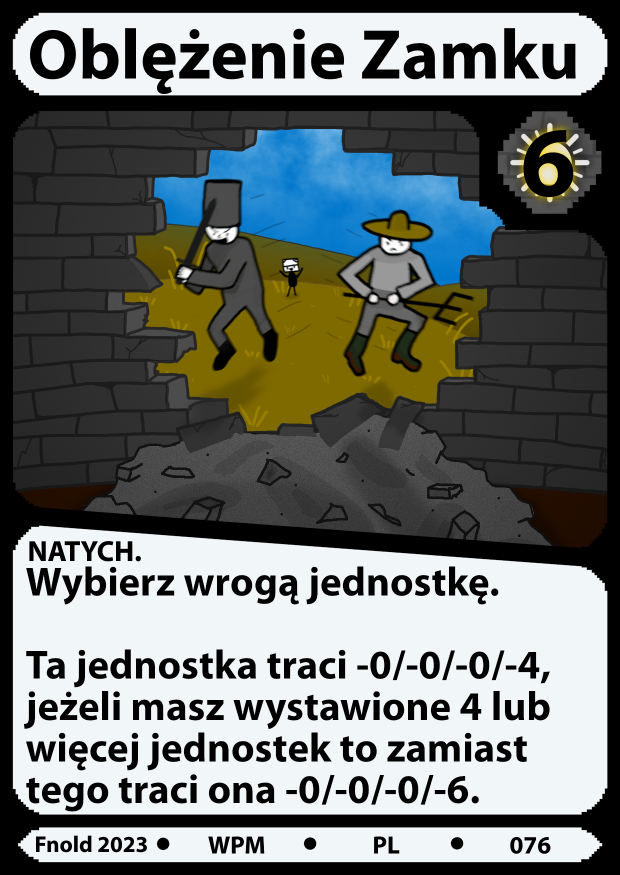 Oblężenie Zamku
6
NATYCH.
Wybierz wrogą jednostkę.
Ta jednostka traci -0/-0/-0/-4,
jeżeli masz wystawione 4 lub
więcej jednostek to zamiast
tego traci ona -0/-0/-0/-6.
Fnold 2023 • WPM • PL • 076